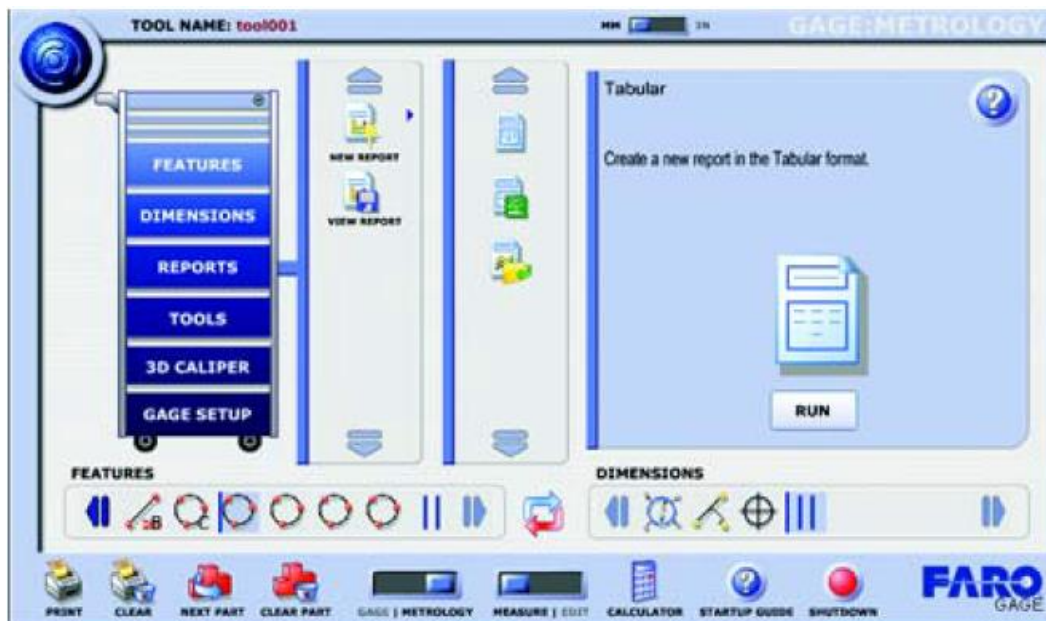 TOOL NAME: tool001
MM IN
GAGE:METROLOGY
FEATURES
DIMENSIONS
REPORTS
TOOLS
3D CALIPER
GAGE SETUP
NEW REPORT
VIEW REPORT
Tabular
Create a new report in the Tabular format.
RUN
FEATURES
B
C
DIMENSIONS
PRINT
CLEAR
NEXT PART
CLEAR PART
GAGE | METROLOGY
MEASURE | EDIT
CALCULATOR
STARTUP GUIDE
SHUTDOWN
FARO
GAGE